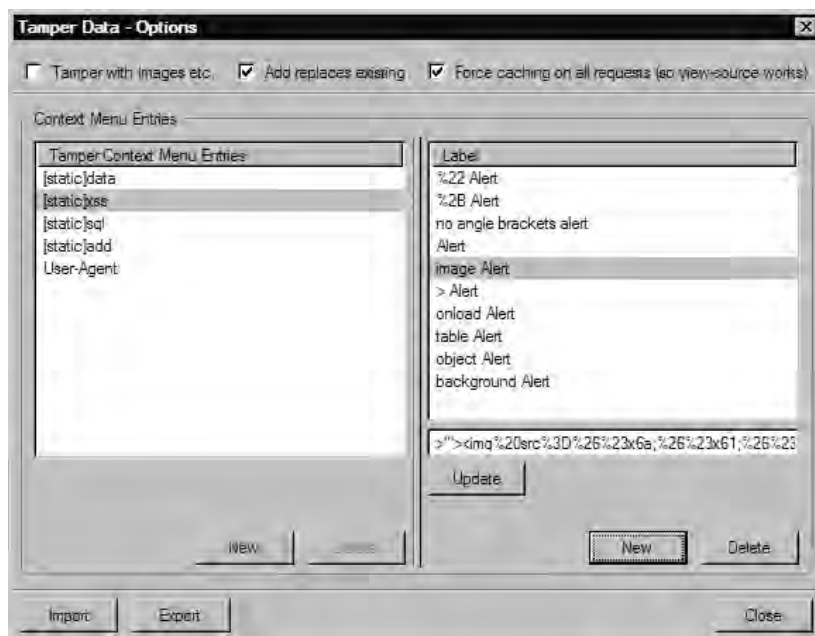 Tamper Data - Options
Tamper with images etc. Add replaces existing Force caching on all requests (so view-source works)
Context Menu Entries
Tamper Context Menu Entries
[static]data
[static]xss
[static]sql
[static]add
User-Agent
New
Delete
Label
%22 Alert
%2B Alert
no angle brackets alert
Alert
image Alert
> Alert
onload Alert
table Alert
object Alert
background Alert
>"'><img%20src%3D%26%23x6a;%26%23x61;%26%23
Update
New Delete
Import Export Close